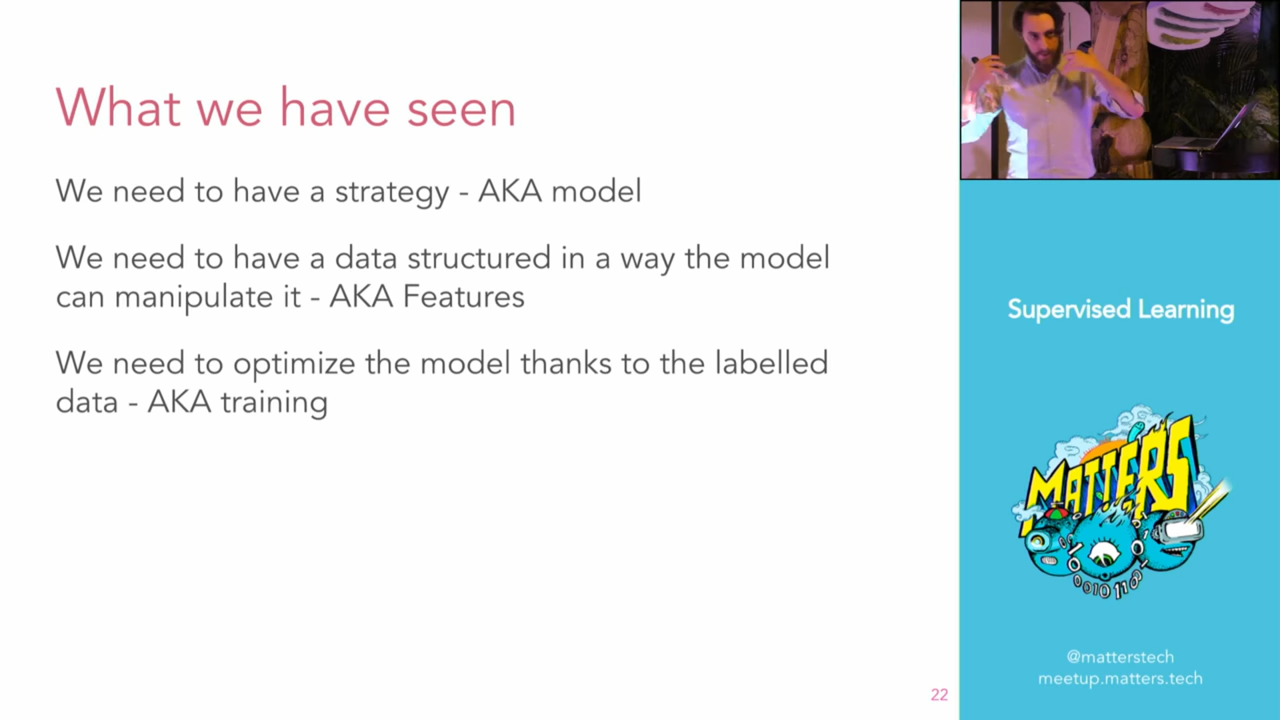 What we have seen
We need to have a strategy - AKA model
We need to have a data structured in a way the model
can manipulate it - AKA Features
We need to optimize the model thanks to the labelled
data - AKA training
22
Supervised Learning
MATTERS
0010110
@matterstech
meetup.matters.tech